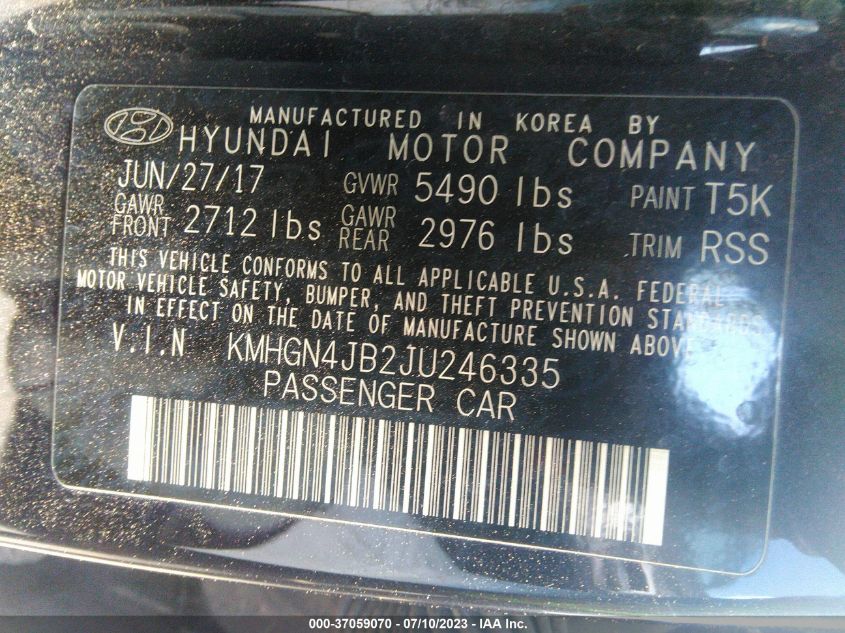 MANUFACTURED IN KOREA BY
HYUNDAI MOTOR COMPANY
JUN/27/17 GVWR 5490 lbs PAINT T5K
GAWR FRONT 2712 lbs GAWR REAR 2976 lbs TRIM RSS
THIS VEHICLE CONFORMS TO ALL APPLICABLE U.S.A. FEDERAL
MOTOR VEHICLE SAFETY, BUMPER, AND THEFT PREVENTION STANDARDS
IN EFFECT ON THE DATE OF MANUFACTURE SHOWN ABOVE
V.I.N KMHGN4JB2JU246335
PASSENGER CAR
000-37059070 - 07/10/2023 - IAA Inc.